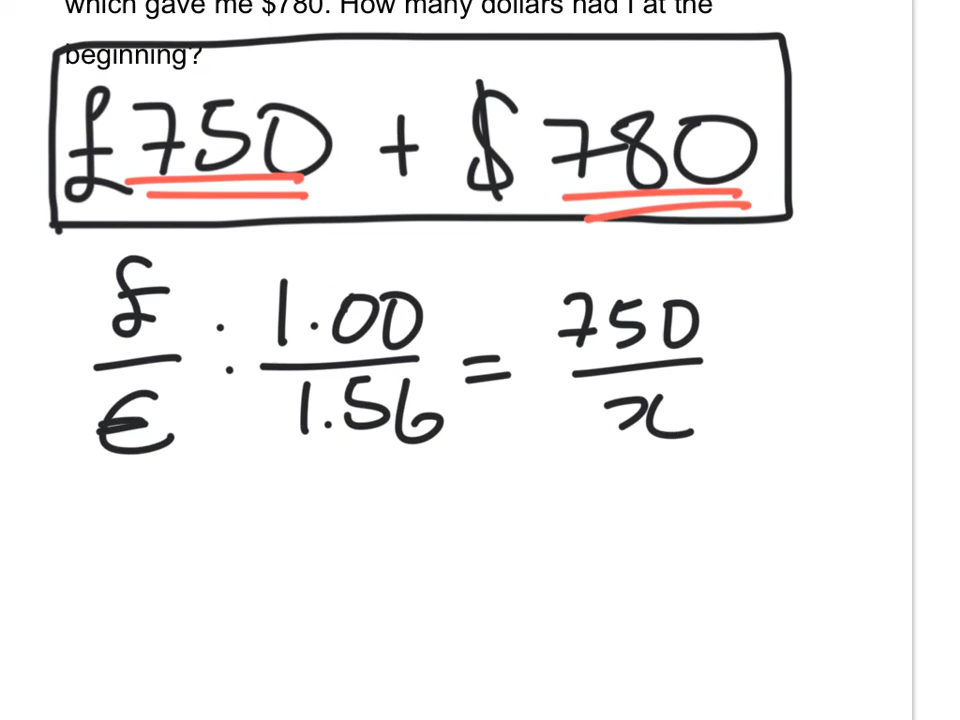 which gave me $780. How many dollars had I at the
beginning?
£750 + $780
£ : 1.00 = 750
€ 1.56 x